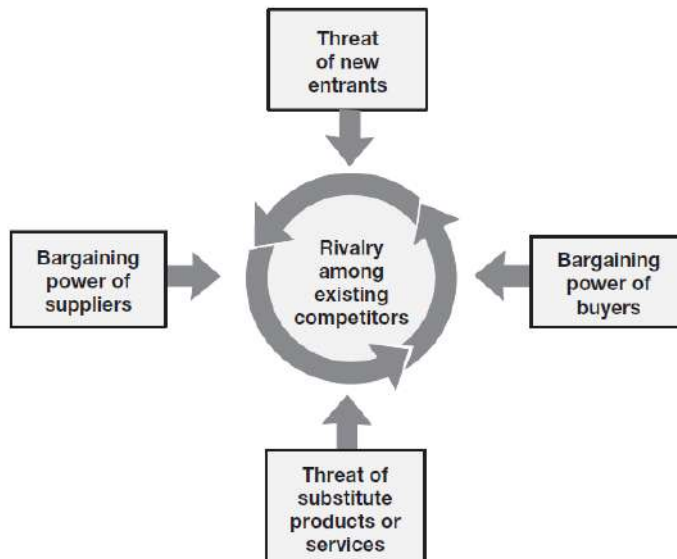 Threat
of new
entrants
Bargaining
power of
suppliers
Rivalry
among
existing
competitors
Bargaining
power of
buyers
Threat of
substitute
products or
services